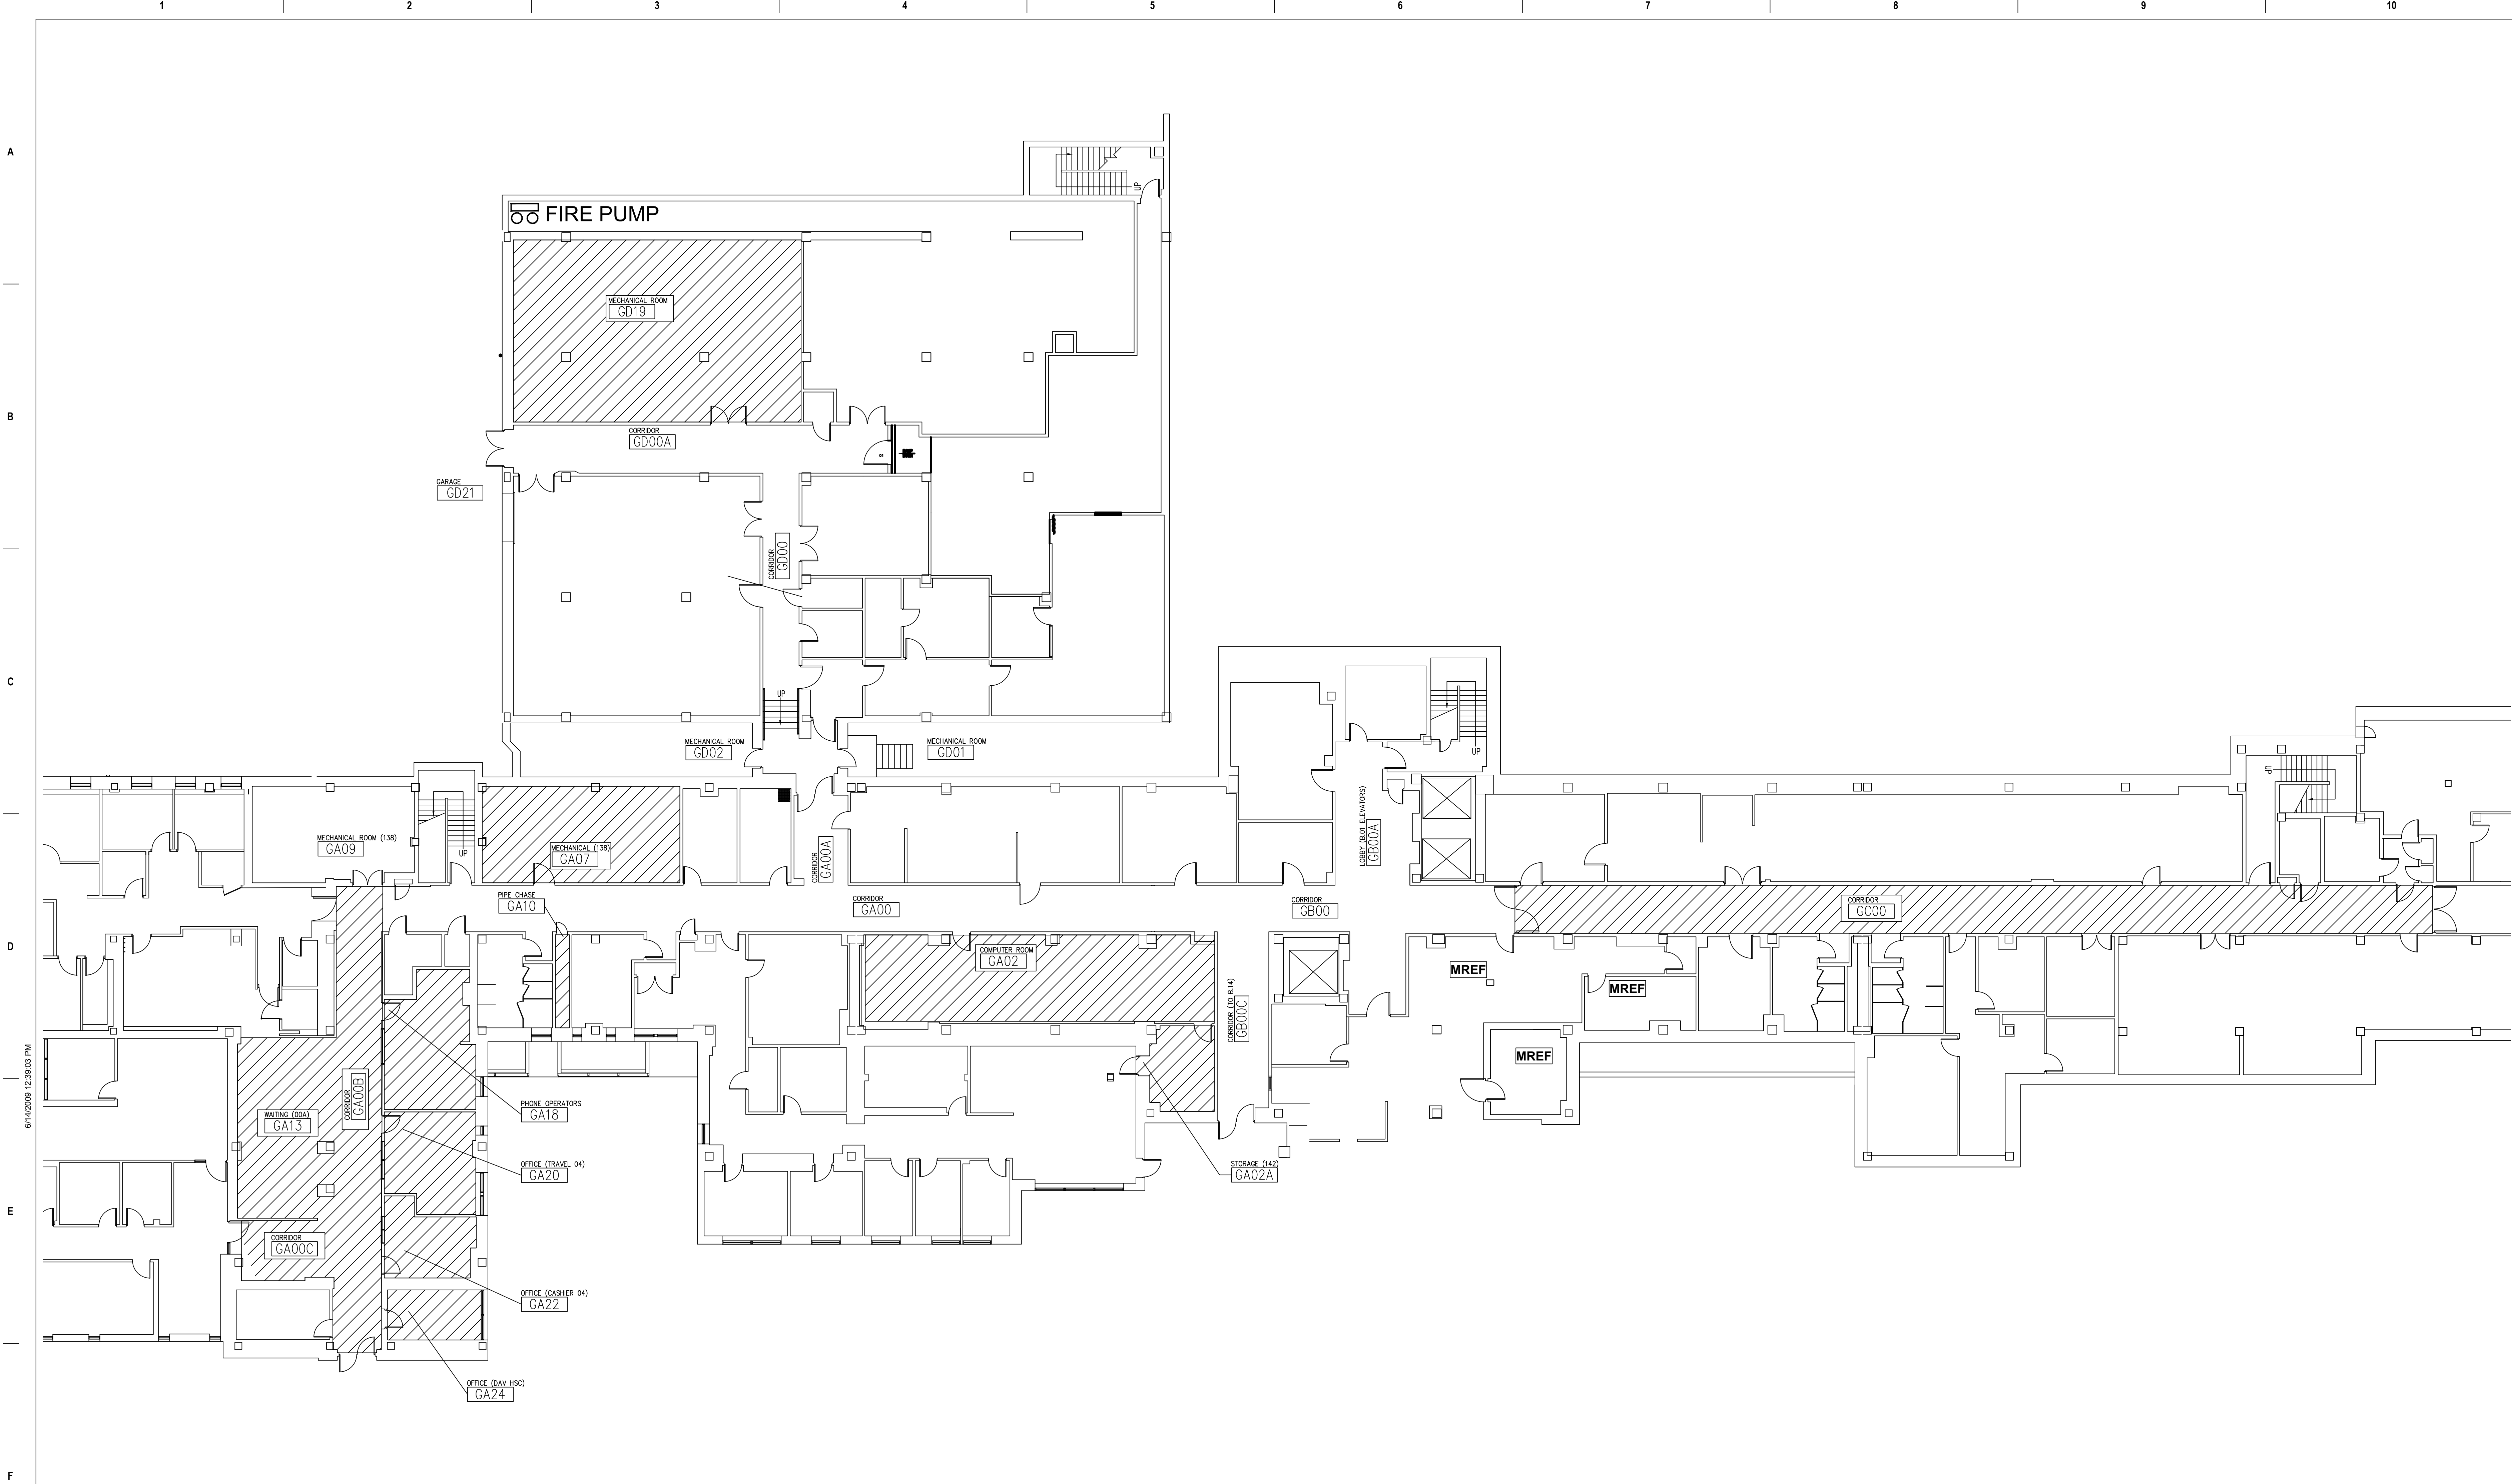 1 2 3 4 5 6 7 8 9 10
A
UP
FIRE PUMP
MECHANICAL ROOM
GD19
B
CORRIDOR
GD00A
GARAGE
GD21
CORRIDOR
GD00
C
UP
MECHANICAL ROOM
GD02
MECHANICAL ROOM
GD01
UP
UP
LOBBY (B.01 ELEVATORS)
GB00A
MECHANICAL ROOM (138)
GA09
UP
MECHANICAL (138)
GA07
CORRIDOR
GA00A
PIPE CHASE
GA10
CORRIDOR
GA00
CORRIDOR
GB00
CORRIDOR
GC00
D
COMPUTER ROOM
GA02
MREF
MREF
CORRIDOR (TO B.14)
GB00C
MREF
6/14/2009 12:39:03 PM
CORRIDOR
GA00B
WAITING (00A)
GA13
PHONE OPERATORS
GA18
OFFICE (TRAVEL 04)
GA20
STORAGE (142)
GA02A
E
CORRIDOR
GA00C
OFFICE (CASHIER 04)
GA22
OFFICE (DAV HSC)
GA24
F